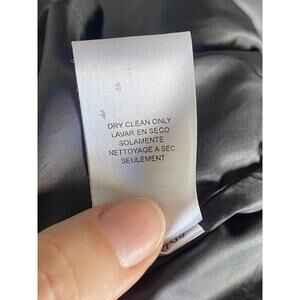 DRY CLEAN ONLY
LAVAR EN SECO
SOLAMENTE
NETTOYAGE A SEC
SEULEMENT